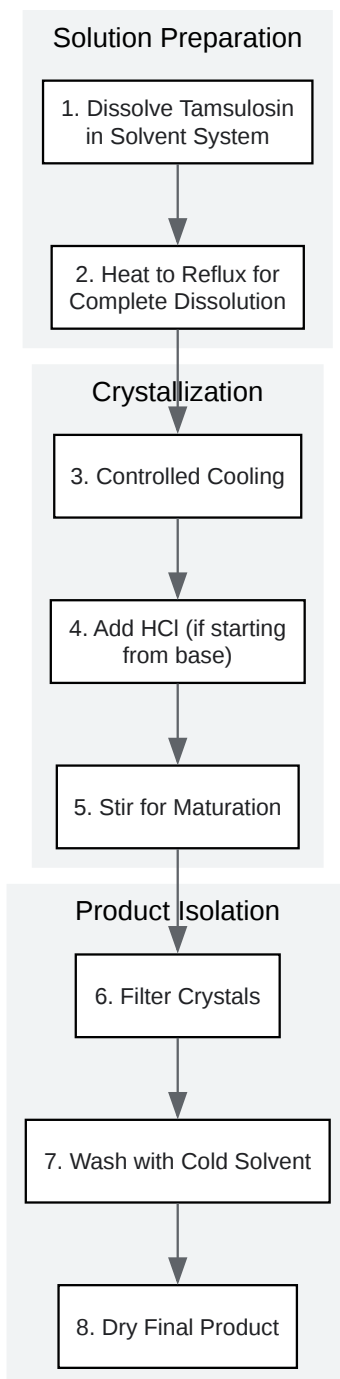 Solution Preparation
1. Dissolve Tamsulosin
in Solvent System
2. Heat to Reflux for
Complete Dissolution
Crystallization
3. Controlled Cooling
4. Add HCl (if starting
from base)
5. Stir for Maturation
Product Isolation
6. Filter Crystals
7. Wash with Cold Solvent
8. Dry Final Product